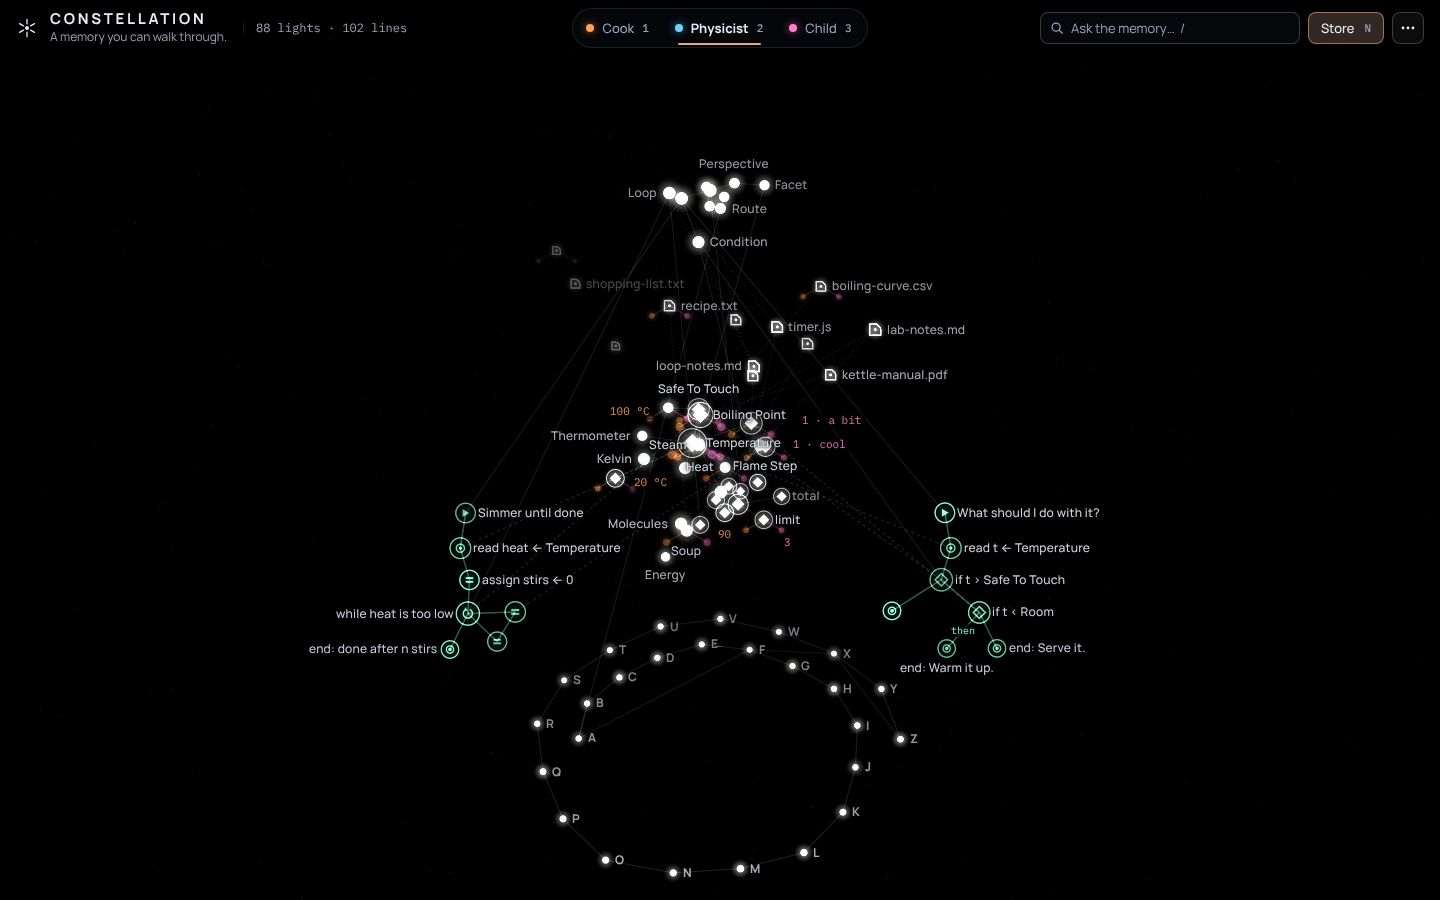 CONSTELLATION
A memory you can walk through.
88 lights · 102 lines
Cook 1
Physicist 2
Child 3
Ask the memory... /
Store N
Perspective
Loop
Facet
Route
Condition
shopping-list.txt
boiling-curve.csv
recipe.txt
timer.js
lab-notes.md
loop-notes.md
kettle-manual.pdf
Safe To Touch
100 °C
Boiling Point
1 · a bit
Thermometer
Steam
Temperature
1 · cool
Kelvin
Heat
Flame Step
20 °C
total
Simmer until done
What should I do with it?
Molecules
limit
90
3
read heat ← Temperature
Soup
read t ← Temperature
Energy
assign stirs ← 0
if t > Safe To Touch
while heat is too low
if t < Room
then
end: done after n stirs
end: Serve it.
end: Warm it up.
V
U
W
T
E
F
X
D
G
S
C
H
Y
B
R
I
A
Z
Q
J
P
K
O
L
N
M